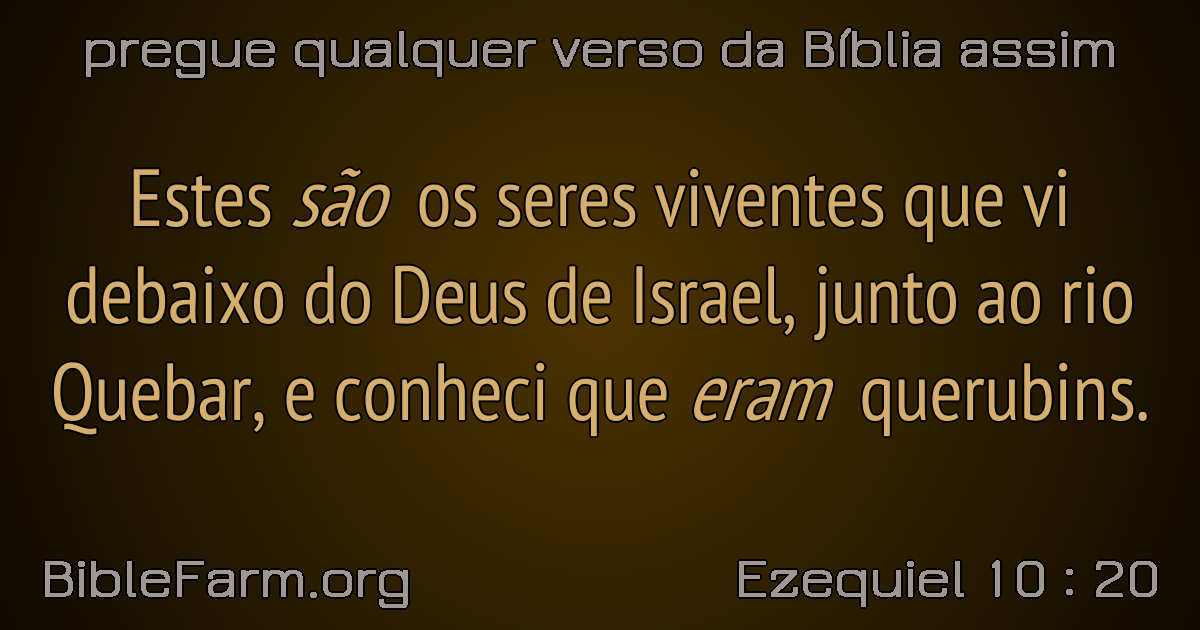 pregue qualquer verso da Bíblia assim
Estes são os seres viventes que vi
debaixo do Deus de Israel, junto ao rio
Quebar, e conheci que eram querubins.
BibleFarm.org
Ezequiel 10 : 20